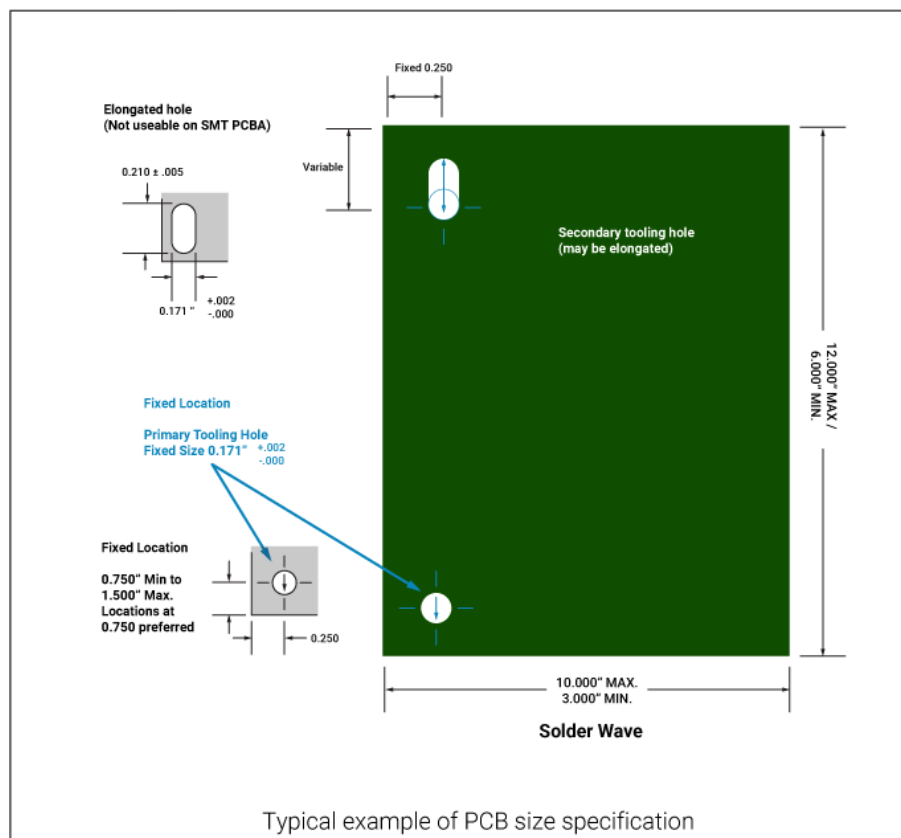 Fixed 0.250
Elongated hole
(Not useable on SMT PCBA)
Variable
0.210 ± .005
Secondary tooling hole
(may be elongated)
0.171 “ +.002
-.000
12.000” MAX /
6.000” MIN.
Fixed Location
Primary Tooling Hole
Fixed Size 0.171“ +.002
-.000
Fixed Location
0.750“ Min to
1.500“ Max.
Locations at
0.750 preferred
0.250
10.000“ MAX.
3.000“ MIN.
Solder Wave
Typical example of PCB size specification